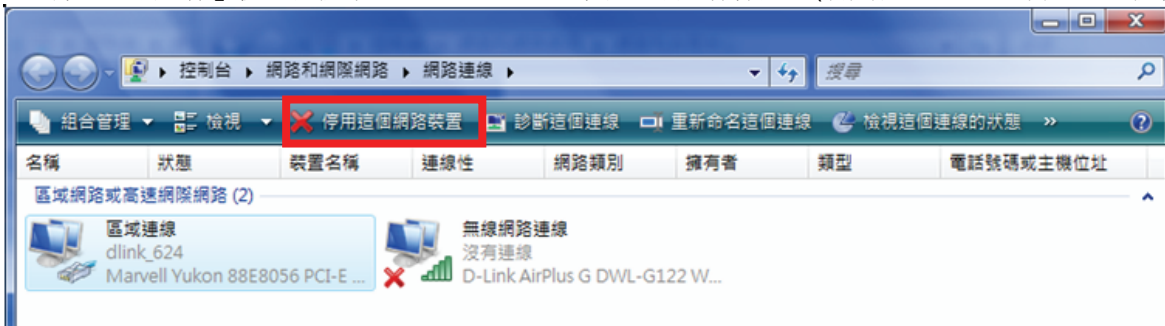 控制台 ▸ 網路和網際網路 ▸ 網路連線 ▸ 搜尋
組合管理 檢視 停用這個網路裝置 診斷這個連線 重新命名這個連線 檢視這個連線的狀態 »
名稱 狀態 裝置名稱 連線性 網路類別 擁有者 類型 電話號碼或主機位址
區域網路或高速網際網路 (2)
區域連線
dlink_624
Marvell Yukon 88E8056 PCI-E ...
無線網路連線
沒有連線
D-Link AirPlus G DWL-G122 W...